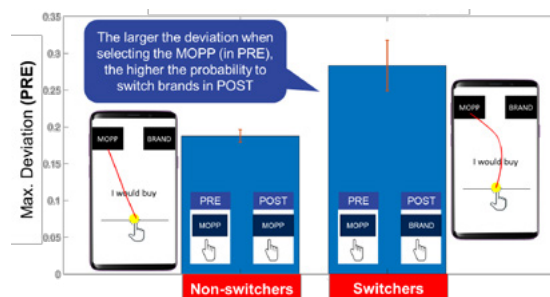 0.35
0.3
0.25
0.2
0.15
0.1
0.05
0
Max. Deviation (PRE)
The larger the deviation when
selecting the MOPP (in PRE),
the higher the probability to
switch brands in POST
MOPP BRAND
I would buy
PRE POST
MOPP MOPP
PRE POST
MOPP BRAND
MOPP BRAND
I would buy
Non-switchers Switchers